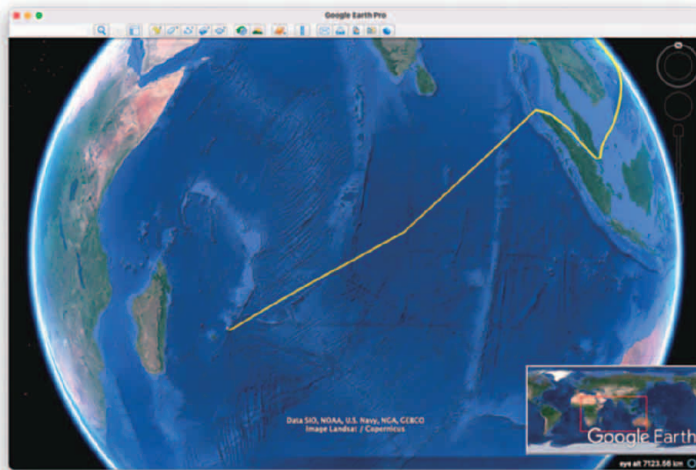 Google Earth Pro
N
Data SIO, NOAA, U.S. Navy, NGA, GEBCO
Image Landsat / Copernicus
Google Earth
eye alt 7123.56 km